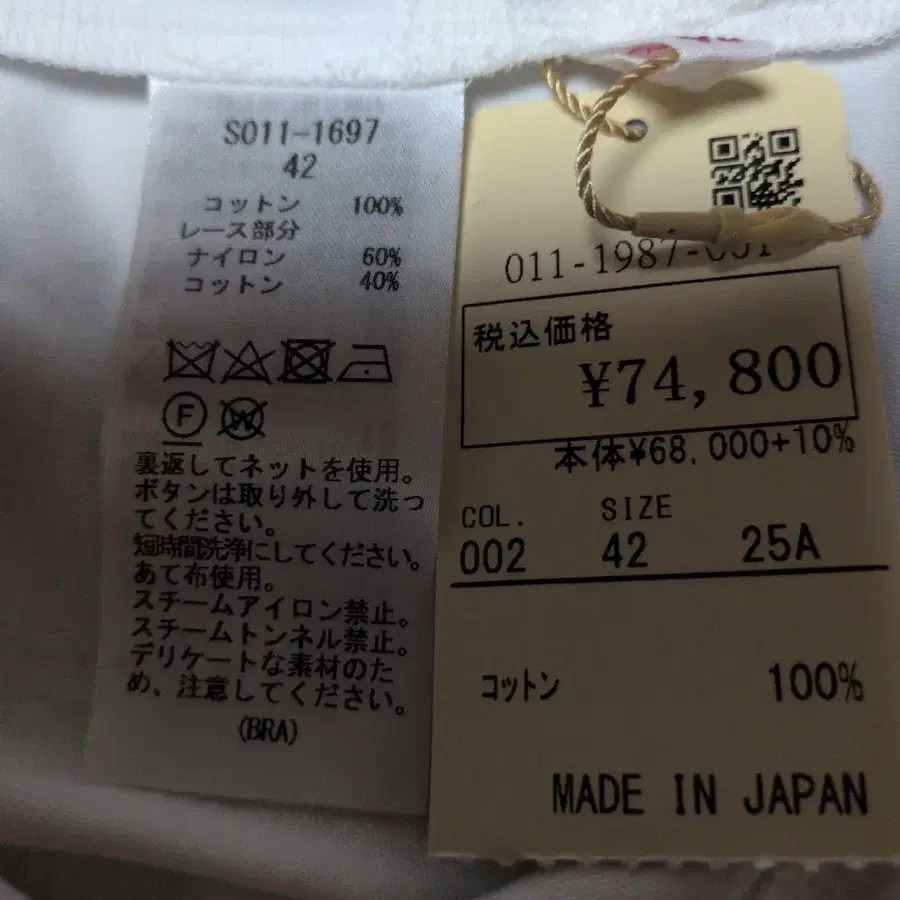 S011-1697
42
コットン 100%
レース部分
ナイロン 60%
コットン 40%
F
W
裏返してネットを使用。
ボタンは取り外して洗っ
てください。
短時間洗浄にしてください。
あて布使用。
スチームアイロン禁止。
スチームトンネル禁止。
デリケートな素材のた
め、注意してください。
(BRA)
011-1987-
税込価格
¥74,800
本体¥68,000+10%
COL. SIZE
002 42 25A
コットン 100%
MADE IN JAPAN